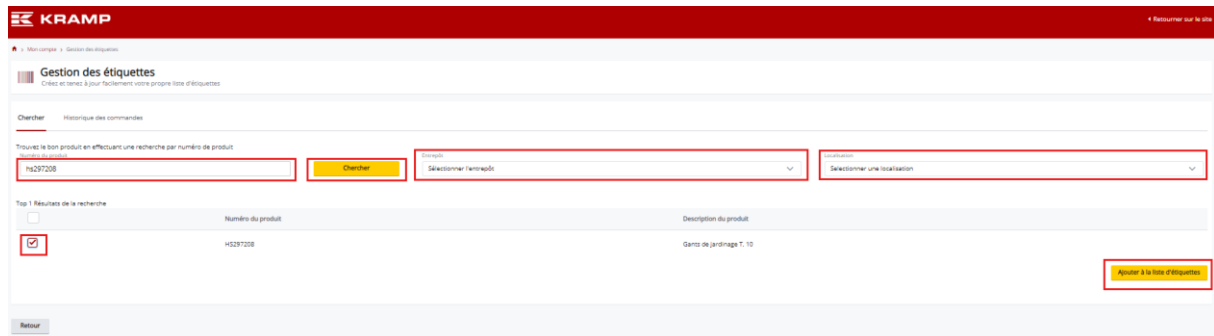 KRAMP
Retourner sur le site
Mon compte > Gestion des étiquettes
Gestion des étiquettes
Créez et tenez à jour facilement votre propre liste d'étiquettes
Chercher Historique des commandes
Trouvez le bon produit en effectuant une recherche par numéro de produit
Numéro du produit Entrepôt Localisation
hs297208 Chercher Sélectionner l'entrepôt Selectionner une localisation
Top 1 Résultats de la recherche
Numéro du produit Description du produit
HS297208 Gants de jardinage T. 10
Ajouter à la liste d'étiquettes
Retour